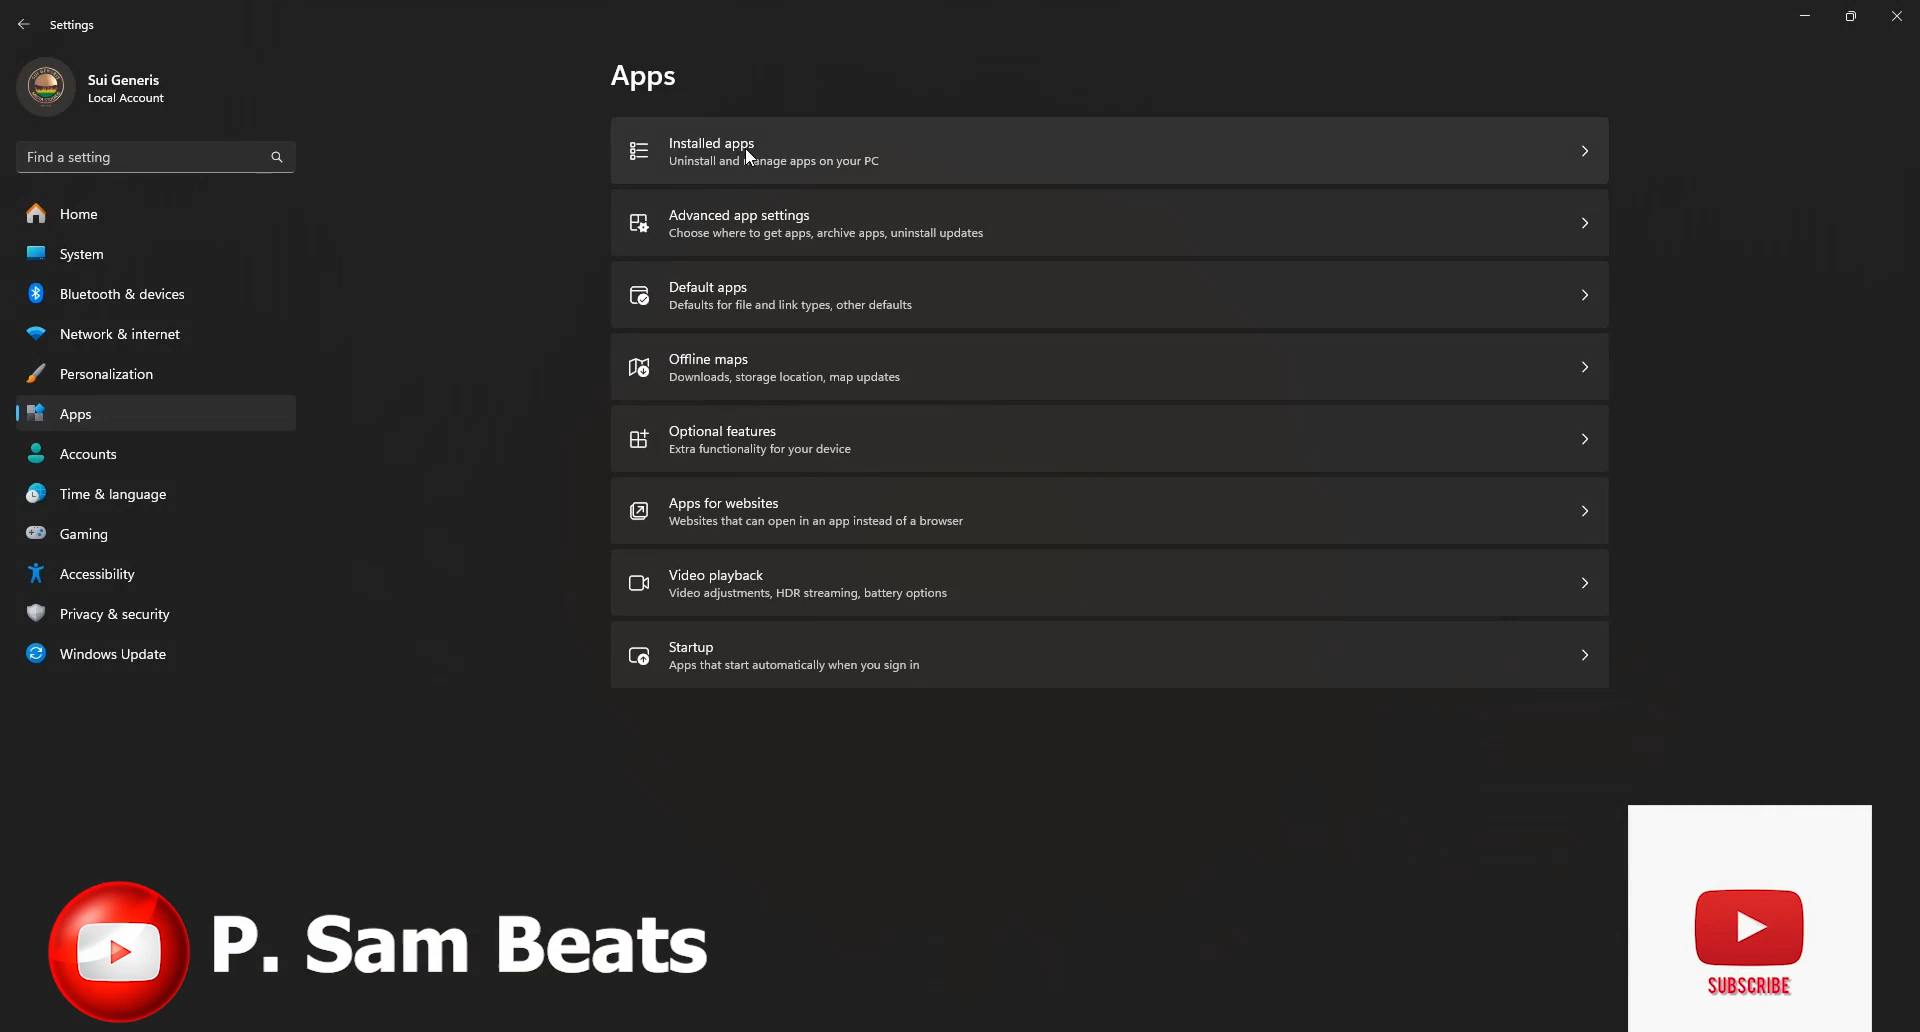 Settings
Sui Generis
Local Account
Find a setting
Home
System
Bluetooth & devices
Network & internet
Personalization
Apps
Accounts
Time & language
Gaming
Accessibility
Privacy & security
Windows Update
Apps
Installed apps
Uninstall and manage apps on your PC
Advanced app settings
Choose where to get apps, archive apps, uninstall updates
Default apps
Defaults for file and link types, other defaults
Offline maps
Downloads, storage location, map updates
Optional features
Extra functionality for your device
Apps for websites
Websites that can open in an app instead of a browser
Video playback
Video adjustments, HDR streaming, battery options
Startup
Apps that start automatically when you sign in
P. Sam Beats
SUBSCRIBE